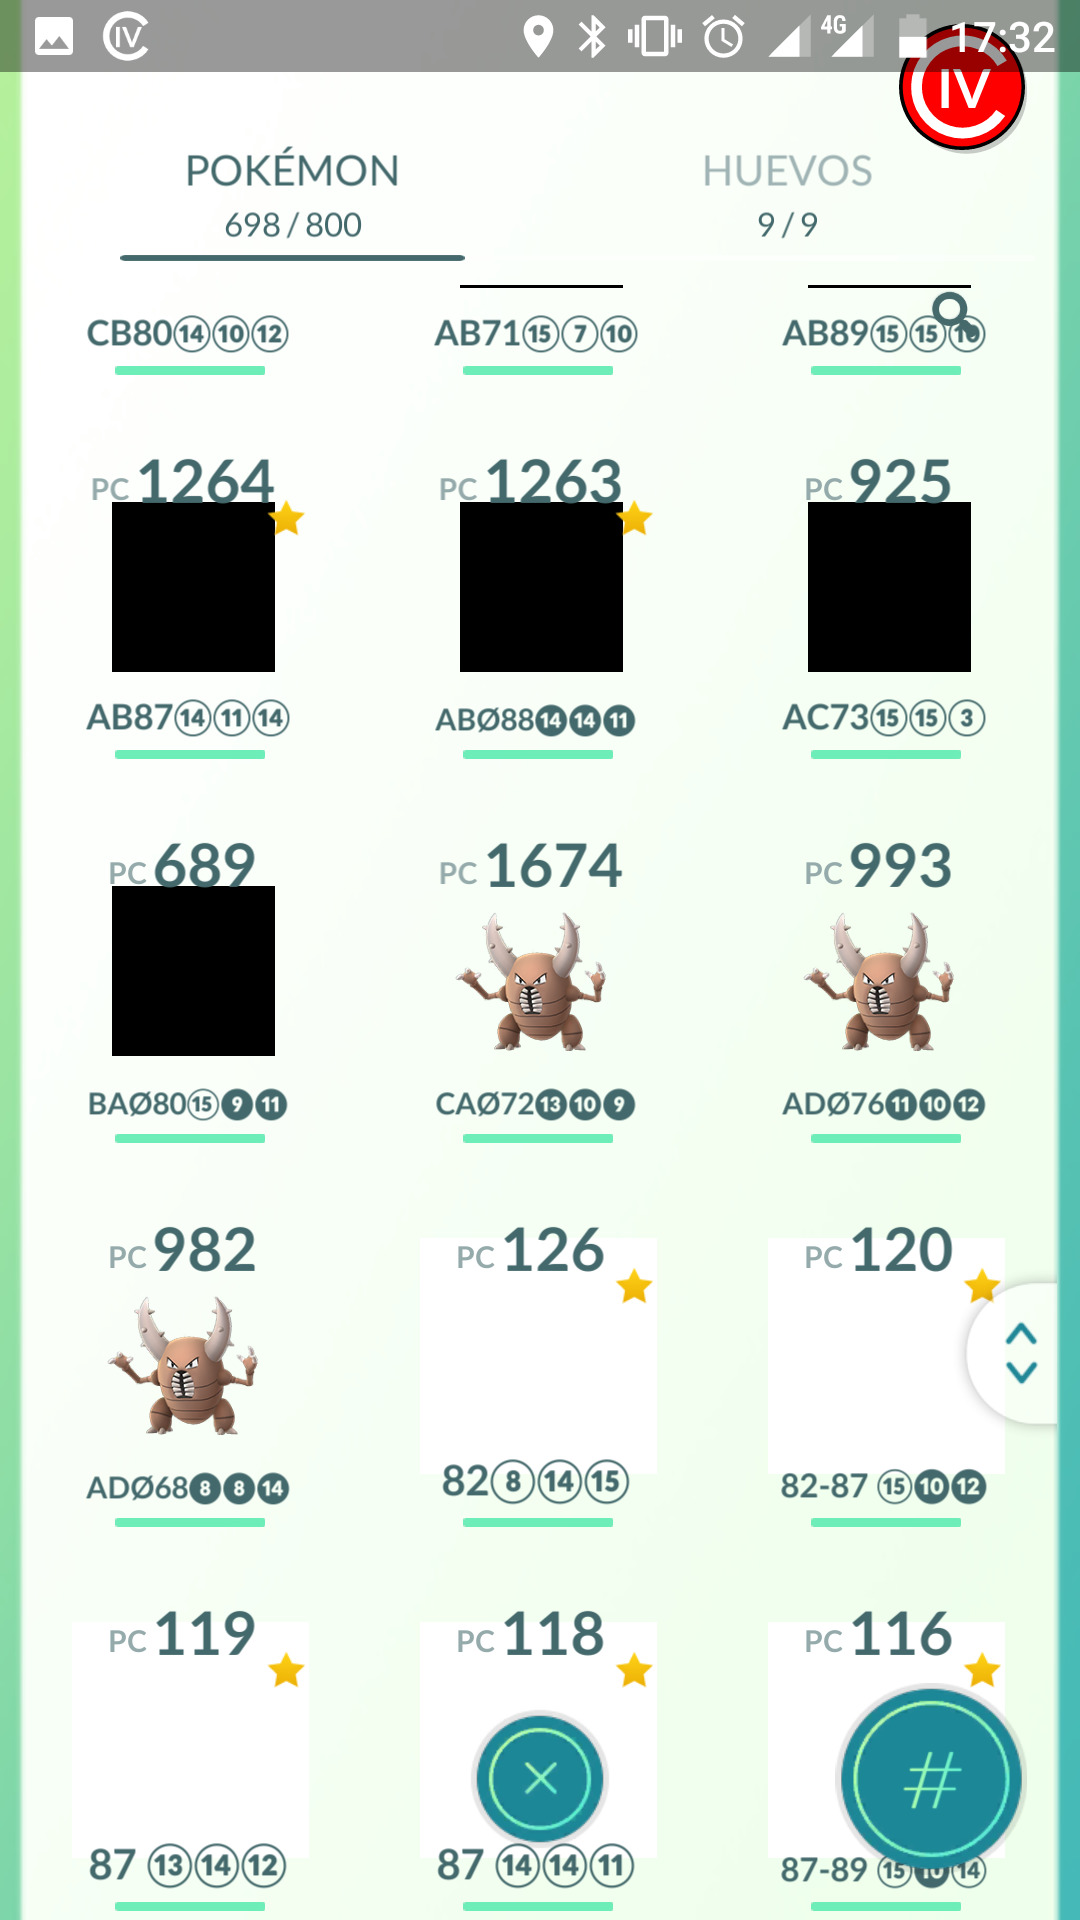 IV 4G 17:32
IV
POKÉMON HUEVOS
698 / 800 9 / 9
CB80⑭⑩⑫ AB71⑮⑦⑩ AB89⑮⑮
PC 1264 PC 1263 PC 925
AB87⑭⑪⑭ ABØ88⓮⓮⓫ AC73⑮⑮③
PC 689 PC 1674 PC 993
BAØ80⑮❾⓫ CAØ72⓭❿❾ ADØ76⓫❿⓬
PC 982 PC 126 PC 120
ADØ68❽❽⓮ 82⑧⑭⑮ 82-87 ⑮❿⓬
PC 119 PC 118 PC 116
#
87 ⑬⑭⑫ 87 ⑭⑭⑪ 87-89 ⑮❿⑭